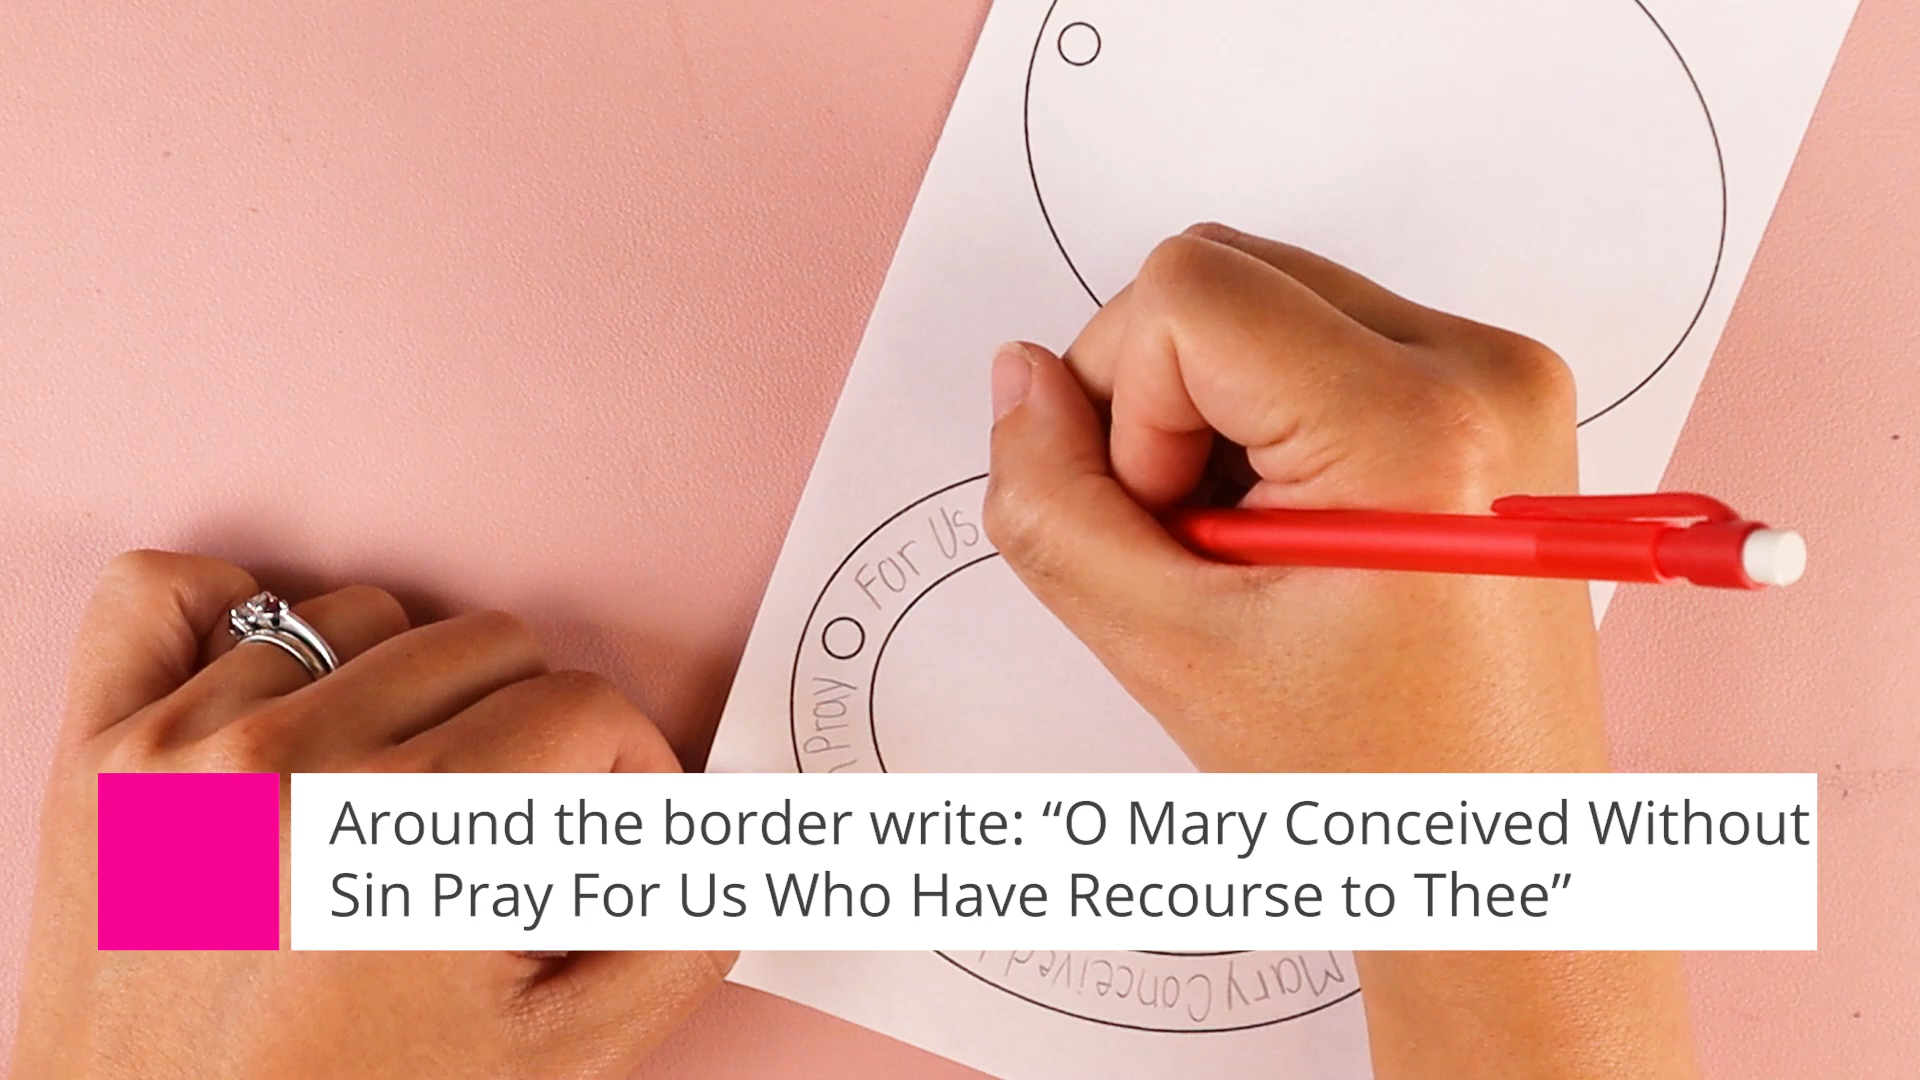 For Us
Pray
Mary Conceived
Around the border write: “O Mary Conceived Without
Sin Pray For Us Who Have Recourse to Thee”